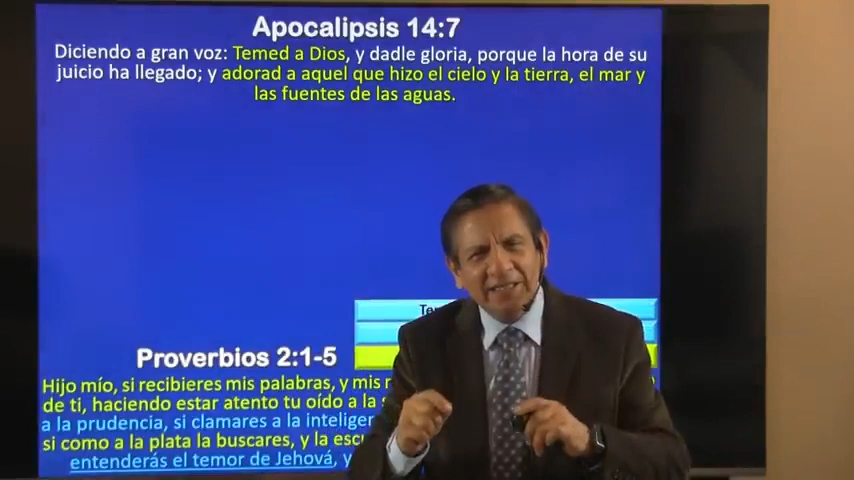 Apocalipsis 14:7
Diciendo a gran voz: Temed a Dios, y dadle gloria, porque la hora de su
juicio ha llegado; y adorad a aquel que hizo el cielo y la tierra, el mar y
las fuentes de las aguas.
Proverbios 2:1-5
Hijo mío, si recibieres mis palabras, y mis
de ti, haciendo estar atento tu oído a la
a la prudencia, si clamares a la
si como a la plata la buscares, y la
entenderás el temor de Jehová, y